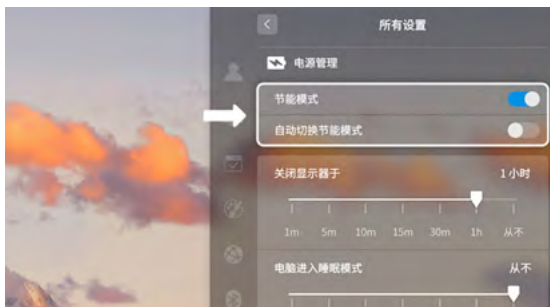 所有设置
电源管理
节能模式
自动切换节能模式
关闭显示器于 1 小时
1m 5m 10m 15m 30m 1h 从不
电脑进入睡眠模式 从不